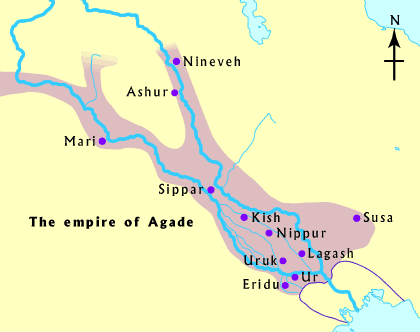 N
Nineveh
Ashur
Mari
Sippar
The empire of Agade
Kish
Susa
Nippur
Lagash
Uruk
Ur
Eridu